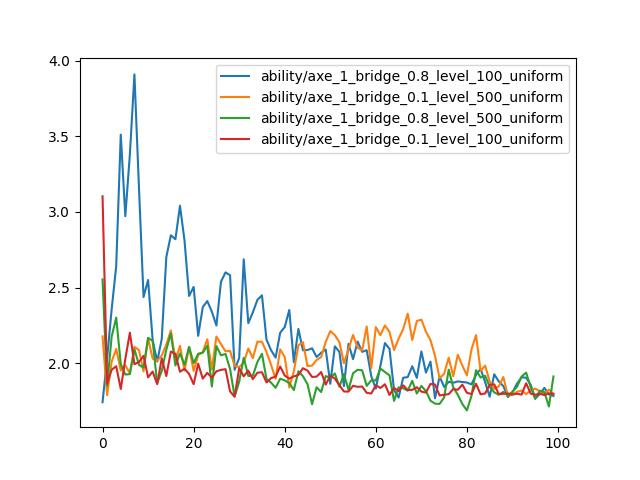 4.0
3.5
3.0
2.5
2.0
ability/axe_1_bridge_0.8_level_100_uniform
ability/axe_1_bridge_0.1_level_500_uniform
ability/axe_1_bridge_0.8_level_500_uniform
ability/axe_1_bridge_0.1_level_100_uniform
0 20 40 60 80 100